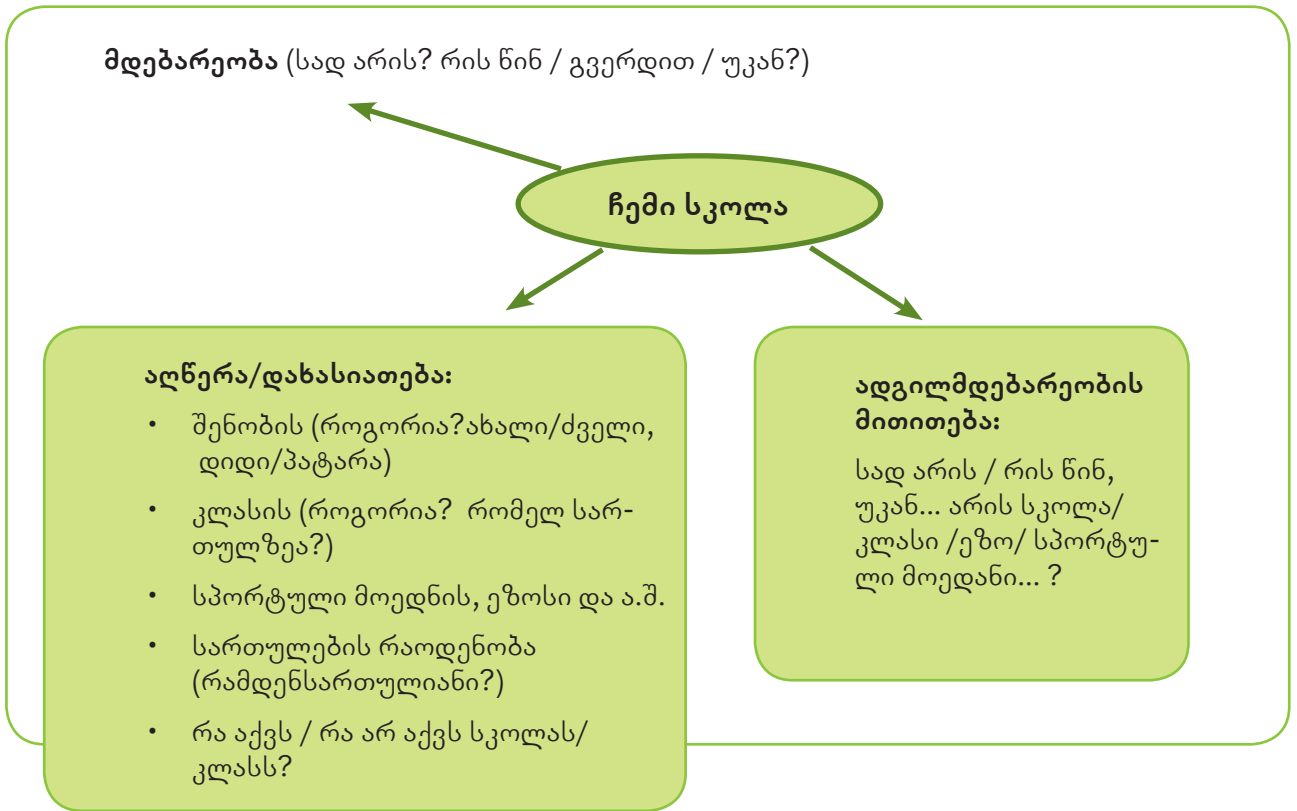 მდებარეობა (სად არის? რის წინ / გვერდით / უკან?)
ჩემი სკოლა
აღწერა/დახასიათება:
• შენობის (როგორია?ახალი/ძველი,
დიდი/პატარა)
• კლასის (როგორია? რომელ სარ-
თულზეა?)
• სპორტული მოედნის, ეზოსი და ა.შ.
• სართულების რაოდენობა
(რამდენსართულიანი?)
• რა აქვს / რა არ აქვს სკოლას/
კლასს?
ადგილმდებარეობის
მითითება:
სად არის / რის წინ,
უკან... არის სკოლა/
კლასი /ეზო/ სპორტუ-
ლი მოედანი... ?